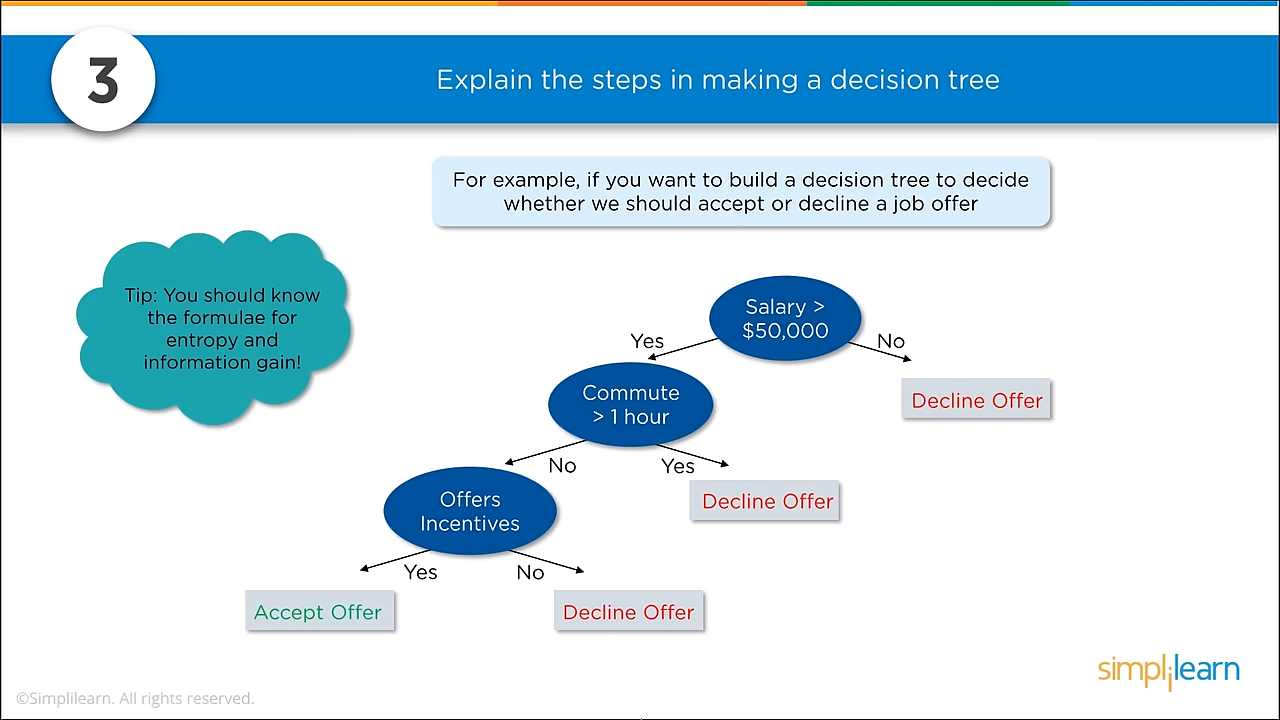 3
Explain the steps in making a decision tree
For example, if you want to build a decision tree to decide
whether we should accept or decline a job offer
Tip: You should know
the formulae for
entropy and
information gain!
Salary >
$50,000
Yes
No
Commute
> 1 hour
Decline Offer
No
Yes
Offers
Incentives
Decline Offer
Yes
No
Accept Offer
Decline Offer
simplilearn
©Simplilearn. All rights reserved.